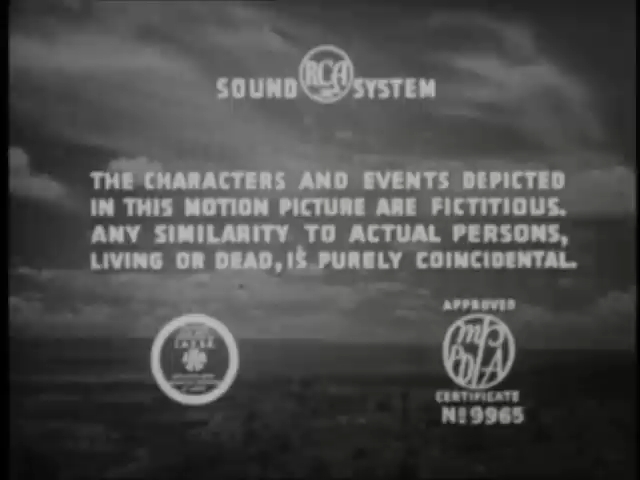 SOUND RCA SYSTEM
THE CHARACTERS AND EVENTS DEPICTED
IN THIS MOTION PICTURE ARE FICTITIOUS.
ANY SIMILARITY TO ACTUAL PERSONS,
LIVING OR DEAD, IS PURELY COINCIDENTAL.
I.A.T.S.E.
APPROVED
MPPDA
CERTIFICATE
No 9965